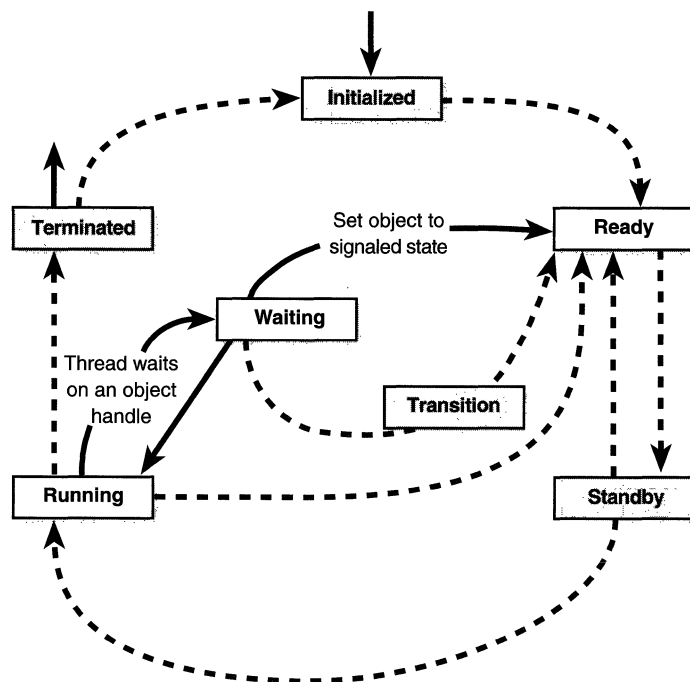 Initialized
Terminated
Set object to
signaled state
Ready
Waiting
Thread waits
on an object
handle
Transition
Running
Standby